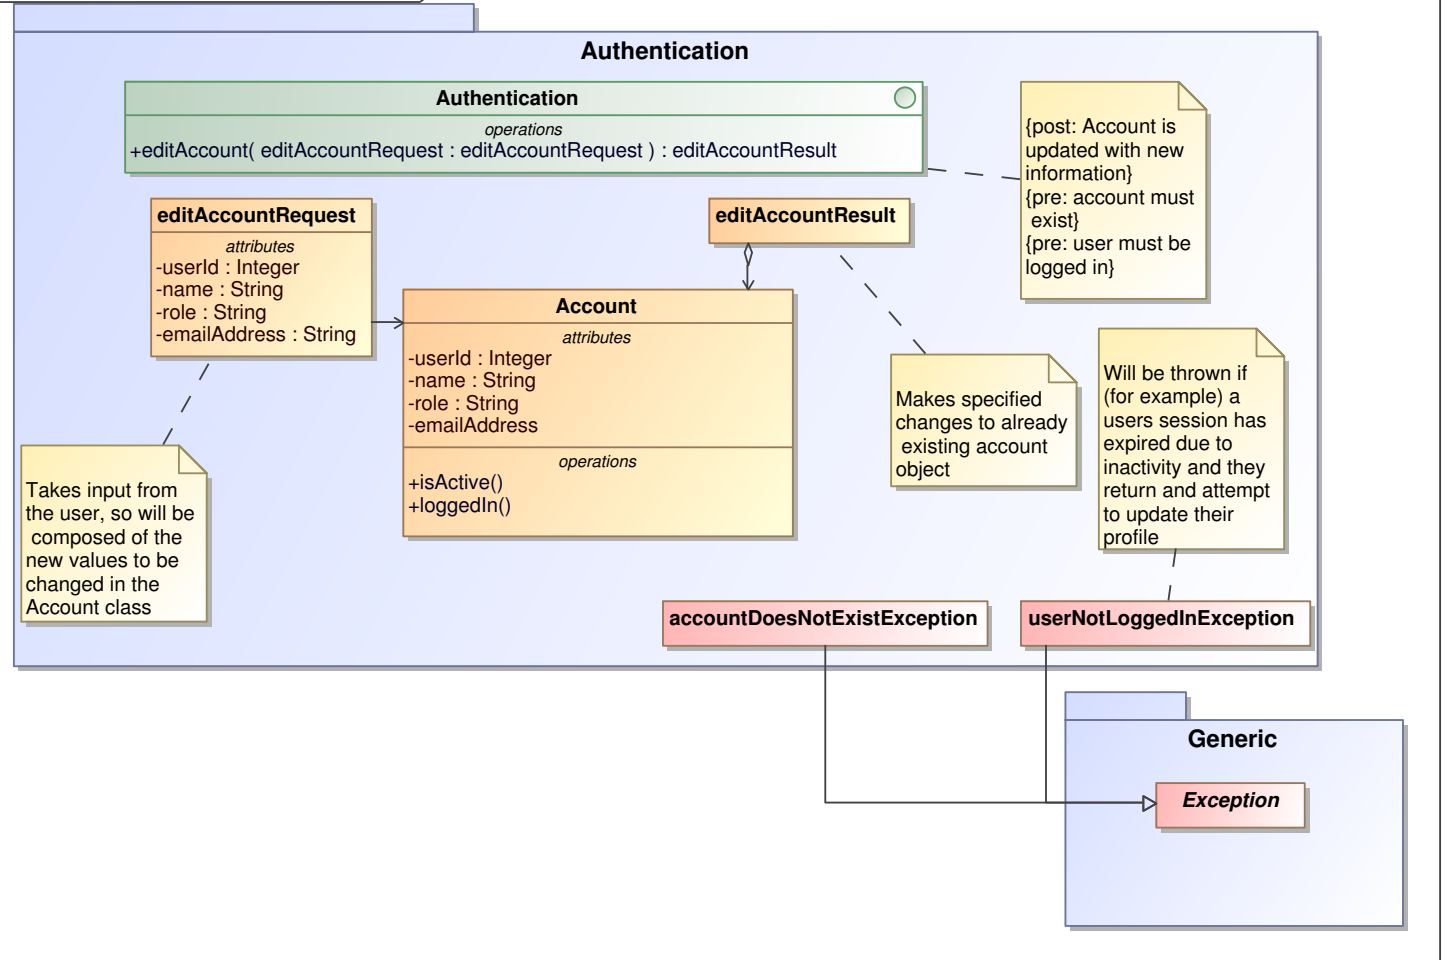 Authentication
Authentication
operations
+editAccount( editAccountRequest : editAccountRequest ) : editAccountResult
{post: Account is
updated with new
information}
{pre: account must
exist}
{pre: user must be
logged in}
editAccountRequest
attributes
-userId : Integer
-name : String
-role : String
-emailAddress : String
editAccountResult
Account
attributes
-userId : Integer
-name : String
-role : String
-emailAddress
operations
+isActive()
+loggedIn()
Makes specified
changes to already
existing account
object
Will be thrown if
(for example) a
users session has
expired due to
inactivity and they
return and attempt
to update their
profile
Takes input from
the user, so will be
composed of the
new values to be
changed in the
Account class
accountDoesNotExistException
userNotLoggedInException
Generic
Exception